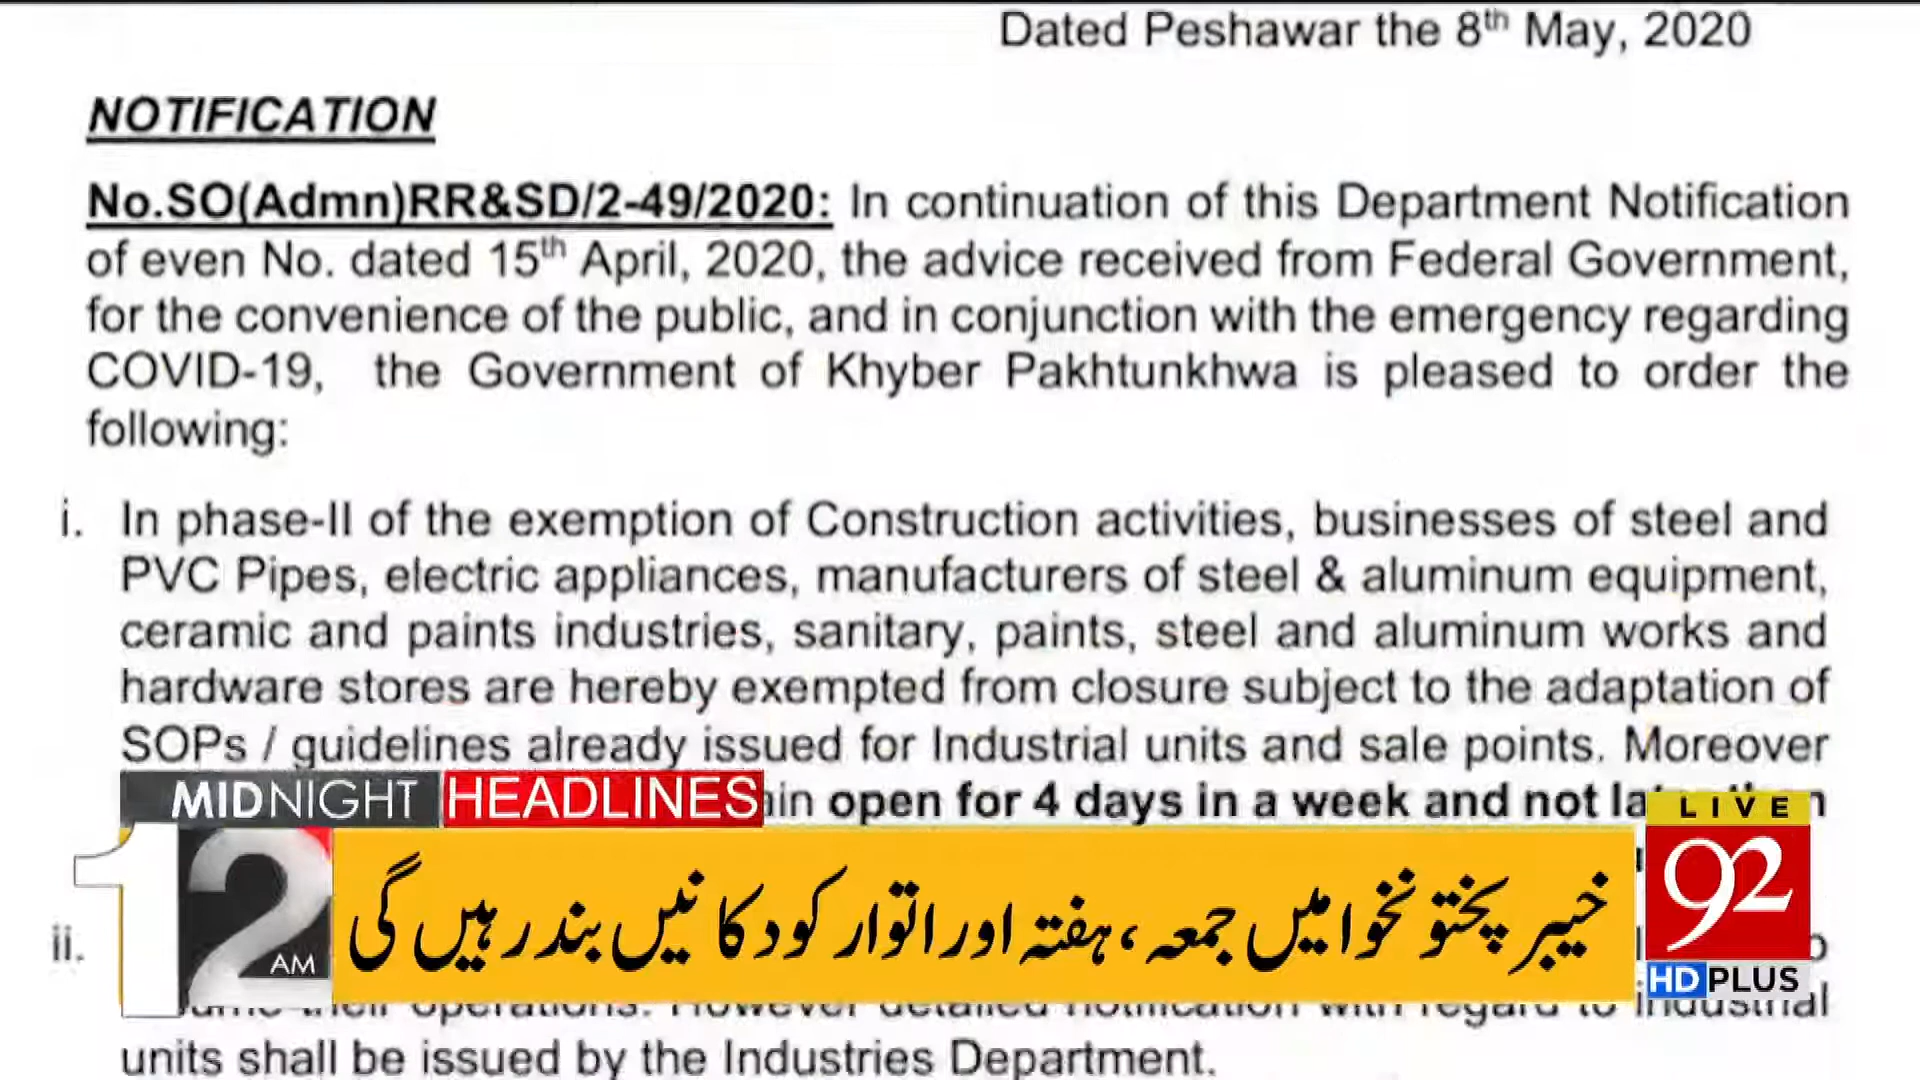 Dated Peshawar the 8th May, 2020
NOTIFICATION
No.SO(Admn)RR&SD/2-49/2020: In continuation of this Department Notification
of even No. dated 15th April, 2020, the advice received from Federal Government,
for the convenience of the public, and in conjunction with the emergency regarding
COVID-19, the Government of Khyber Pakhtunkhwa is pleased to order the
following:
i. In phase-II of the exemption of Construction activities, businesses of steel and
PVC Pipes, electric appliances, manufacturers of steel & aluminum equipment,
ceramic and paints industries, sanitary, paints, steel and aluminum works and
hardware stores are hereby exempted from closure subject to the adaptation of
SOPs / guidelines already issued for Industrial units and sale points. Moreover
open for 4 days in a week and not
MIDNIGHT HEADLINES
LIVE
12 AM
خیبر پختونخوا میں جمعہ، ہفتہ اور اتوار کو دکانیں بند رہیں گی
92
HD PLUS
ii.
their operations. However detailed notification with regard to industrial
units shall be issued by the Industries Department.